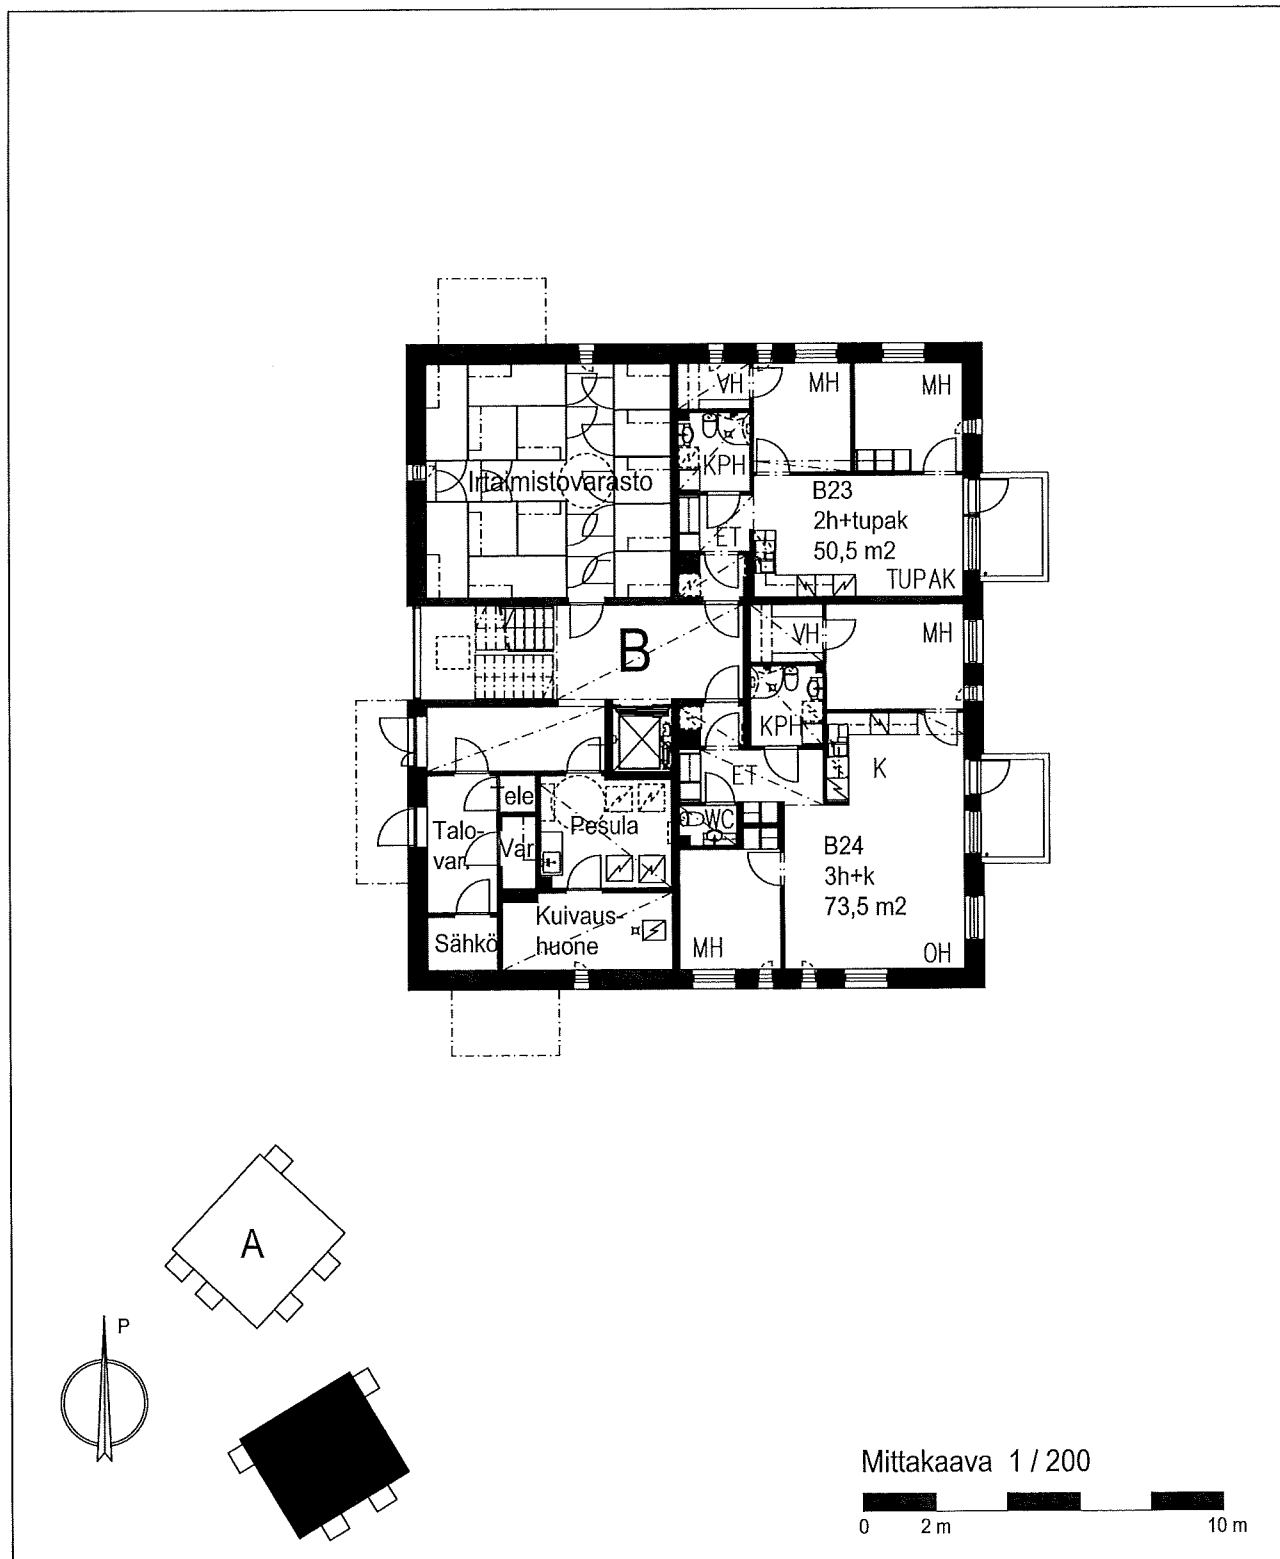 VH
MH
MH
KPH
Irtaimistovarasto
B23
2h+tupak
50,5 m2
ET
TUPAK
B
VH
MH
KPH
K
ET
Tele
WC
Pesula
Talo-
var.
Var
B24
3h+k
73,5 m2
Kuivaus-
huone
Sähkö
MH
OH
A
P
Mittakaava 1 / 200
0 2 m 10 m